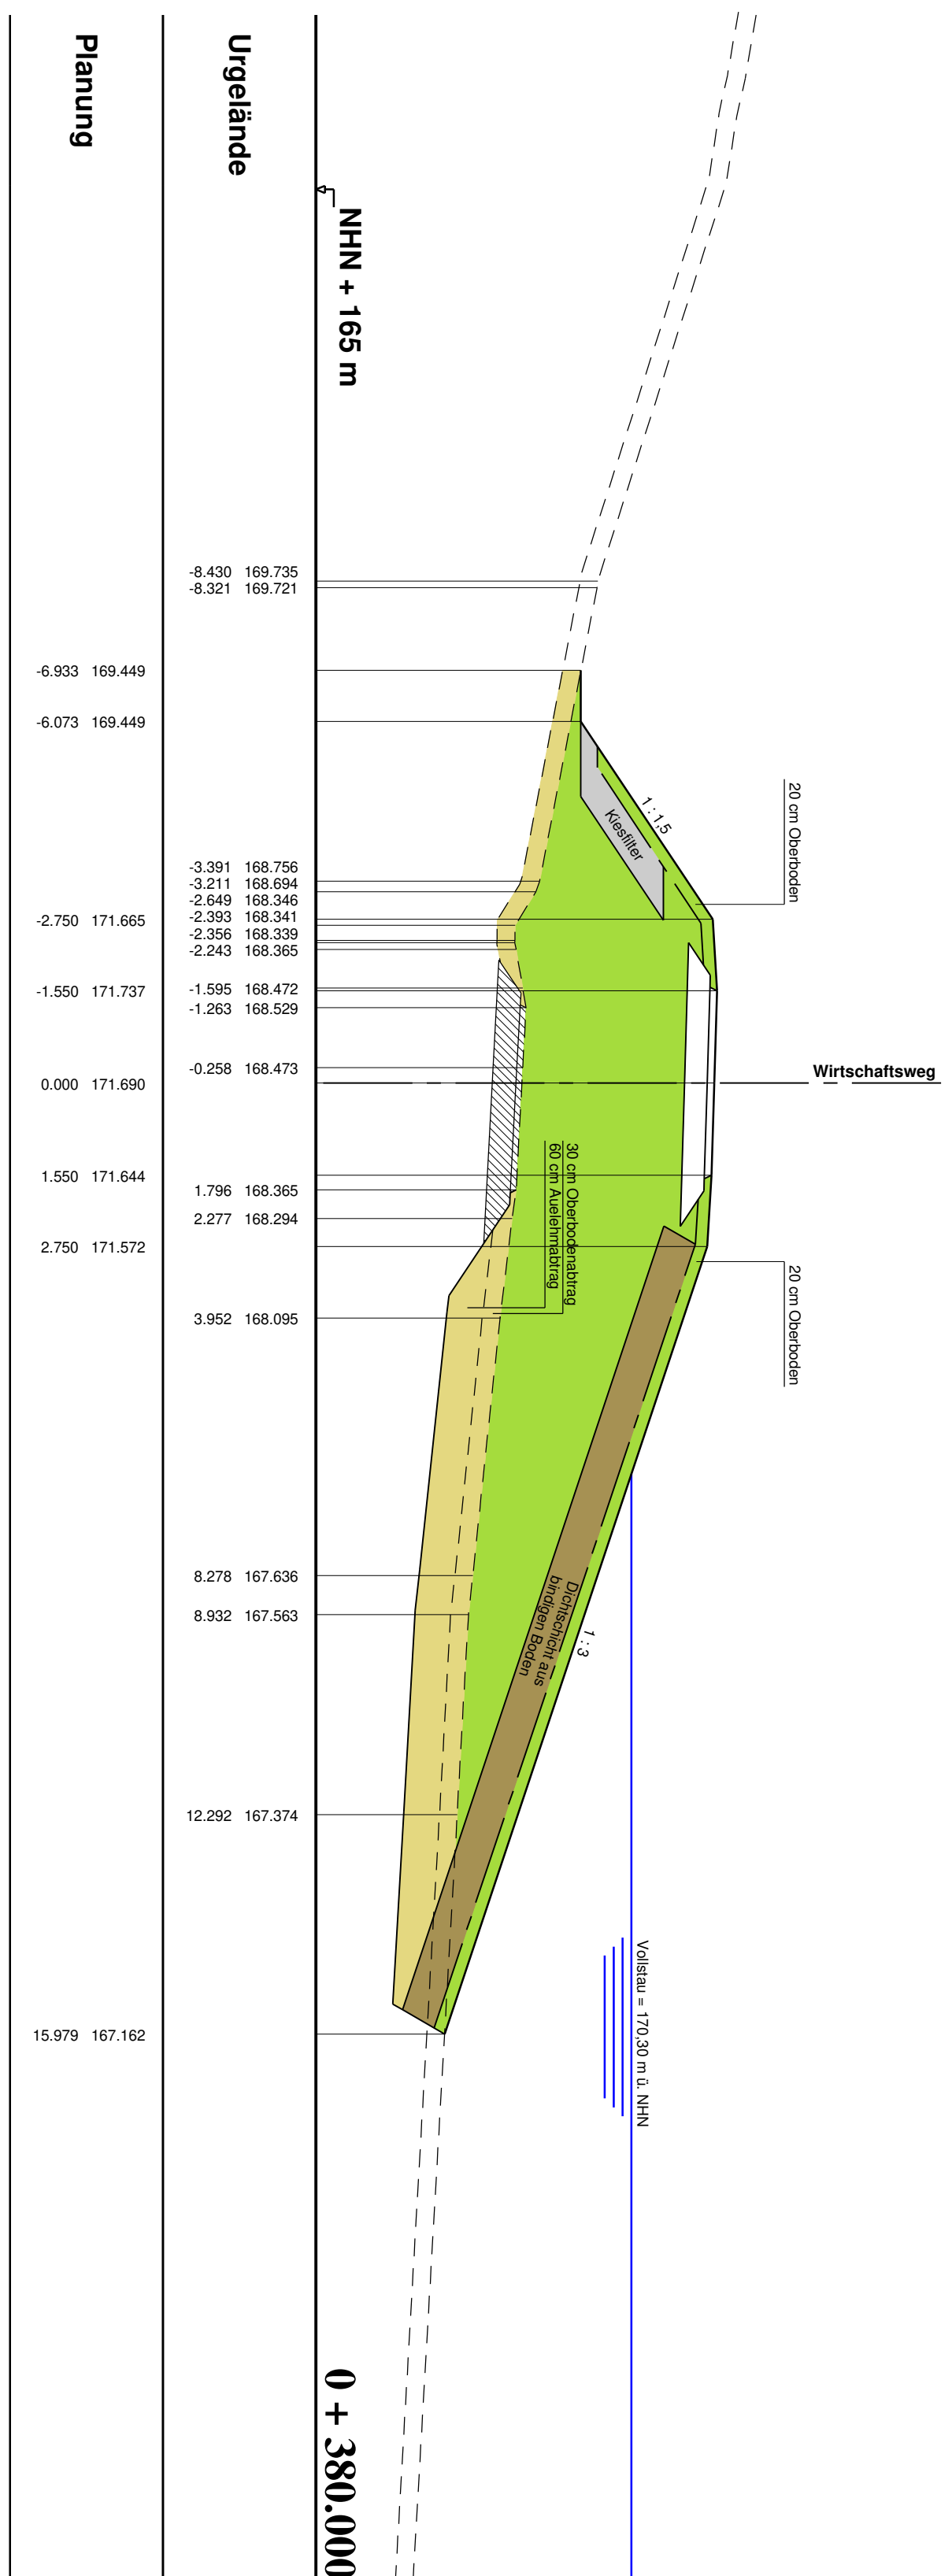 Planung
Urgelände
NHN + 165 m
-8.430 169.735
-8.321 169.721
-6.933 169.449
-6.073 169.449
-3.391 168.756
-3.211 168.694
-2.649 168.346
-2.393 168.341
-2.750 171.665
-2.356 168.339
-2.243 168.365
-1.550 171.737
-1.595 168.472
-1.263 168.529
-0.258 168.473
0.000 171.690
1.550 171.644
1.796 168.365
2.277 168.294
2.750 171.572
3.952 168.095
8.278 167.636
8.932 167.563
12.292 167.374
15.979 167.162
20 cm Oberboden
1 : 1,5
Kiesfilter
Wirtschaftsweg
30 cm Oberbodenabtrag
60 cm Auelehmabtrag
20 cm Oberboden
Dichtschicht aus
bindigen Boden
1 : 3
Vollstau = 170,30 m ü. NHN
0 + 380.000